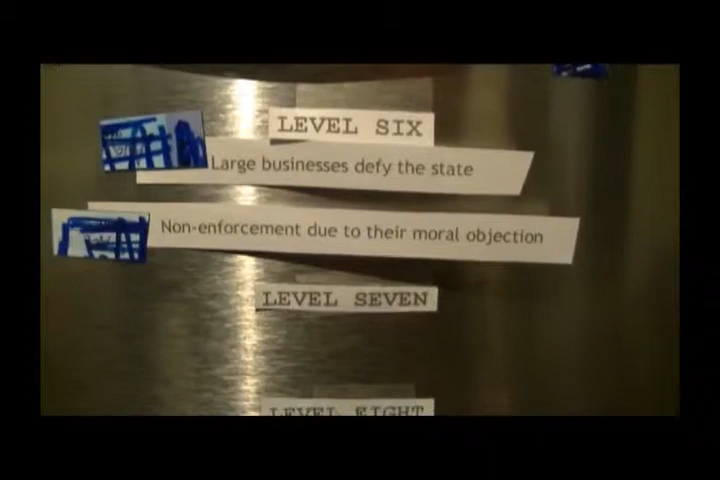 LEVEL SIX
Large businesses defy the state
Non-enforcement due to their moral objection
LEVEL SEVEN
LEVEL EIGHT